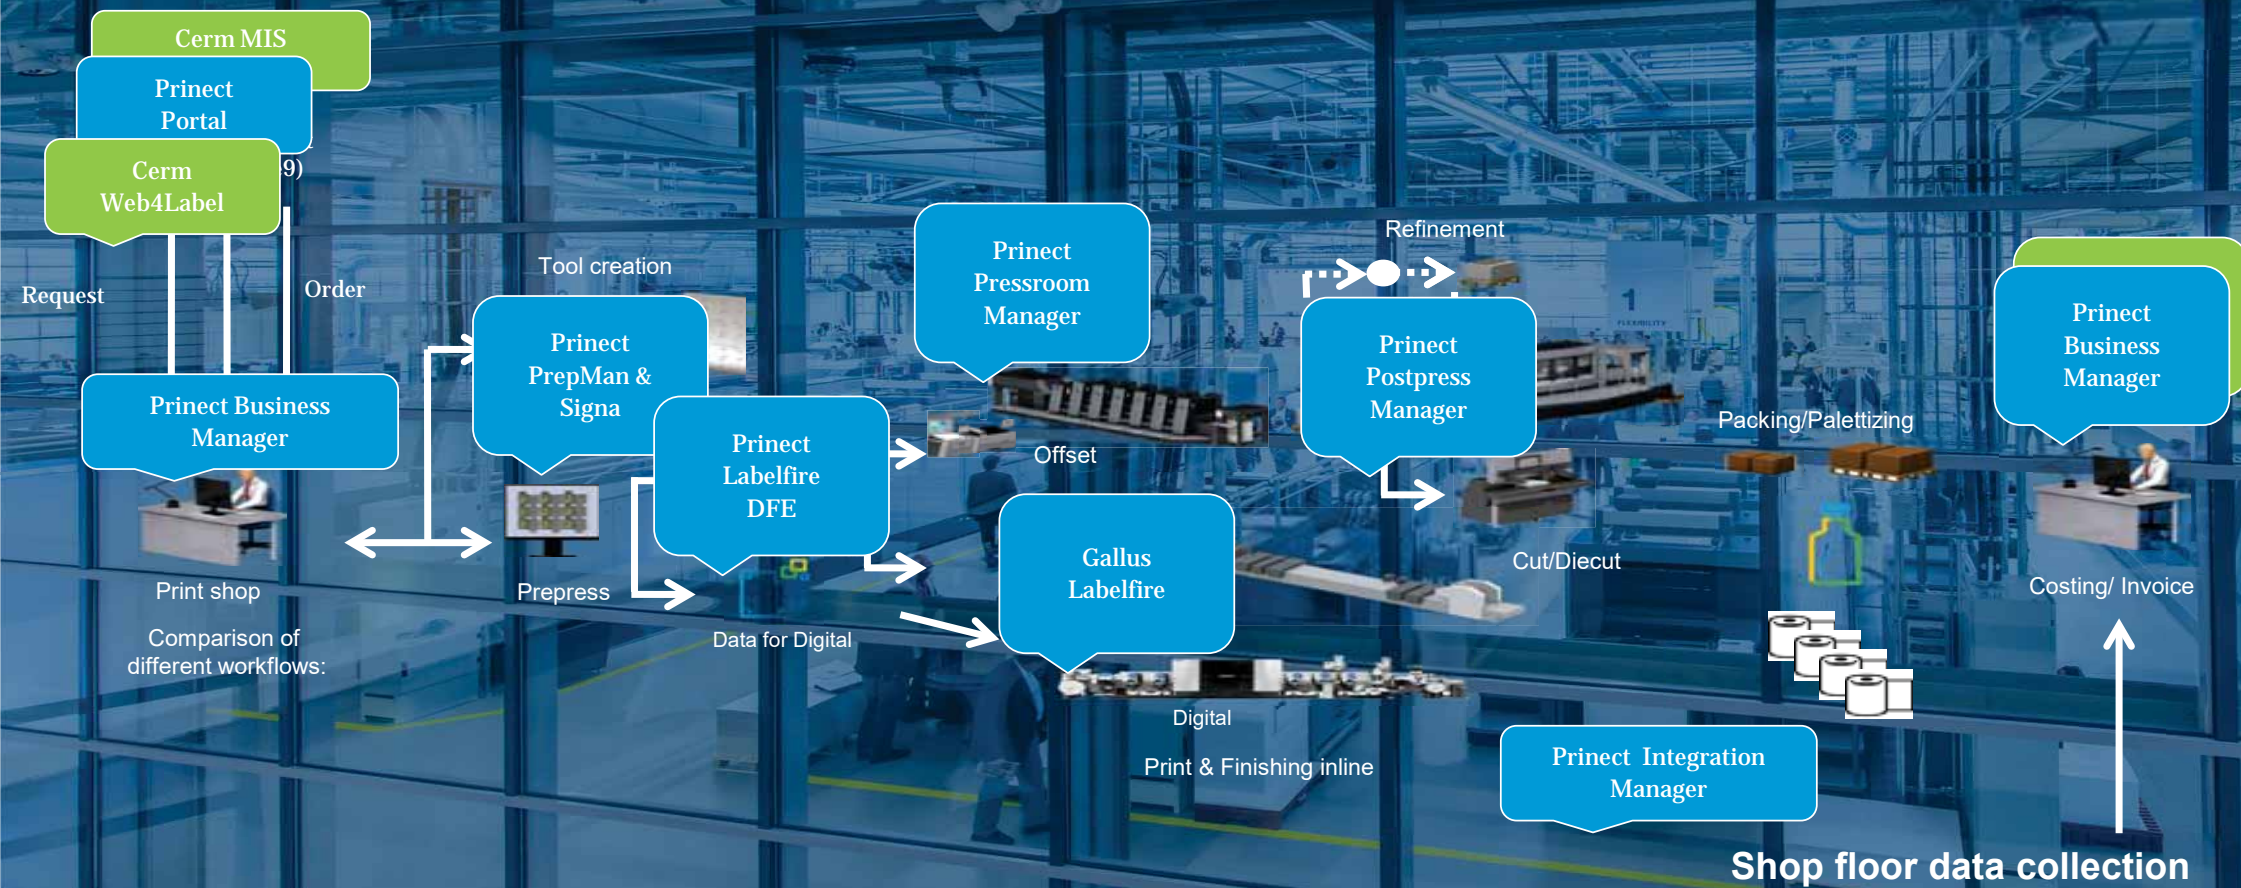 Cerm MIS
Prinect
Portal
9)
Cerm
Web4Label
Request
Order
Prinect Business
Manager
Print shop
Comparison of
different workflows:
Tool creation
Prinect
PrepMan &
Signa
Prepress
Prinect
Labelfire
DFE
Data for Digital
Prinect
Pressroom
Manager
Offset
Gallus
Labelfire
Digital
Print & Finishing inline
Refinement
Prinect
Postpress
Manager
Cut/Diecut
1
FLEXIBILITY
Packing/Palettizing
Prinect Integration
Manager
Prinect
Business
Manager
Costing/ Invoice
Shop floor data collection